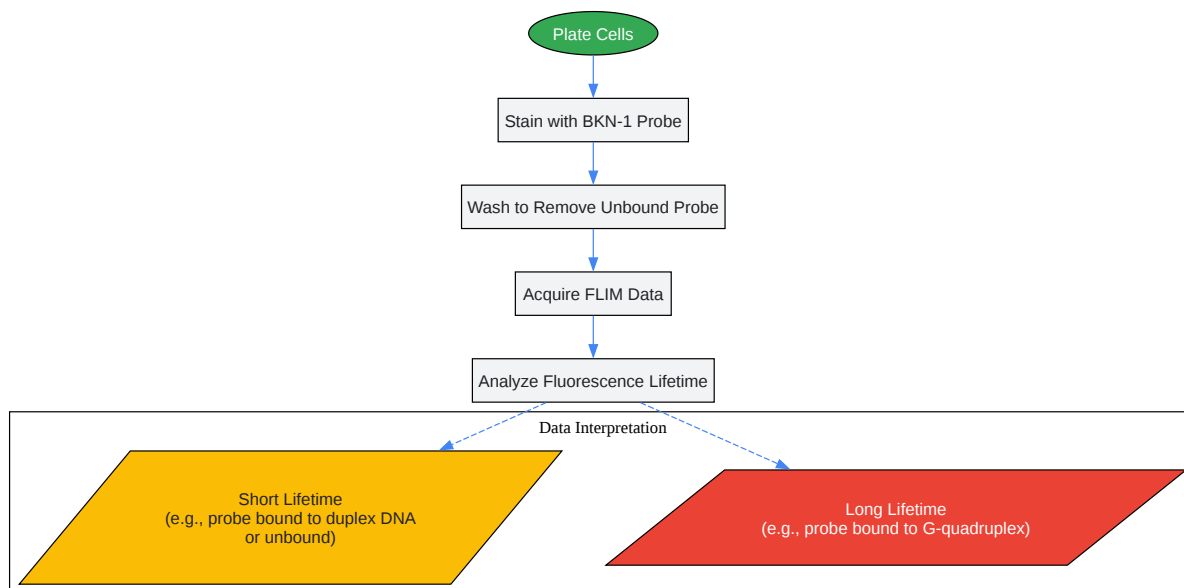 Plate Cells
Stain with BKN-1 Probe
Wash to Remove Unbound Probe
Acquire FLIM Data
Analyze Fluorescence Lifetime
Data Interpretation
Short Lifetime
(e.g., probe bound to duplex DNA
or unbound)
Long Lifetime
(e.g., probe bound to G-quadruplex)